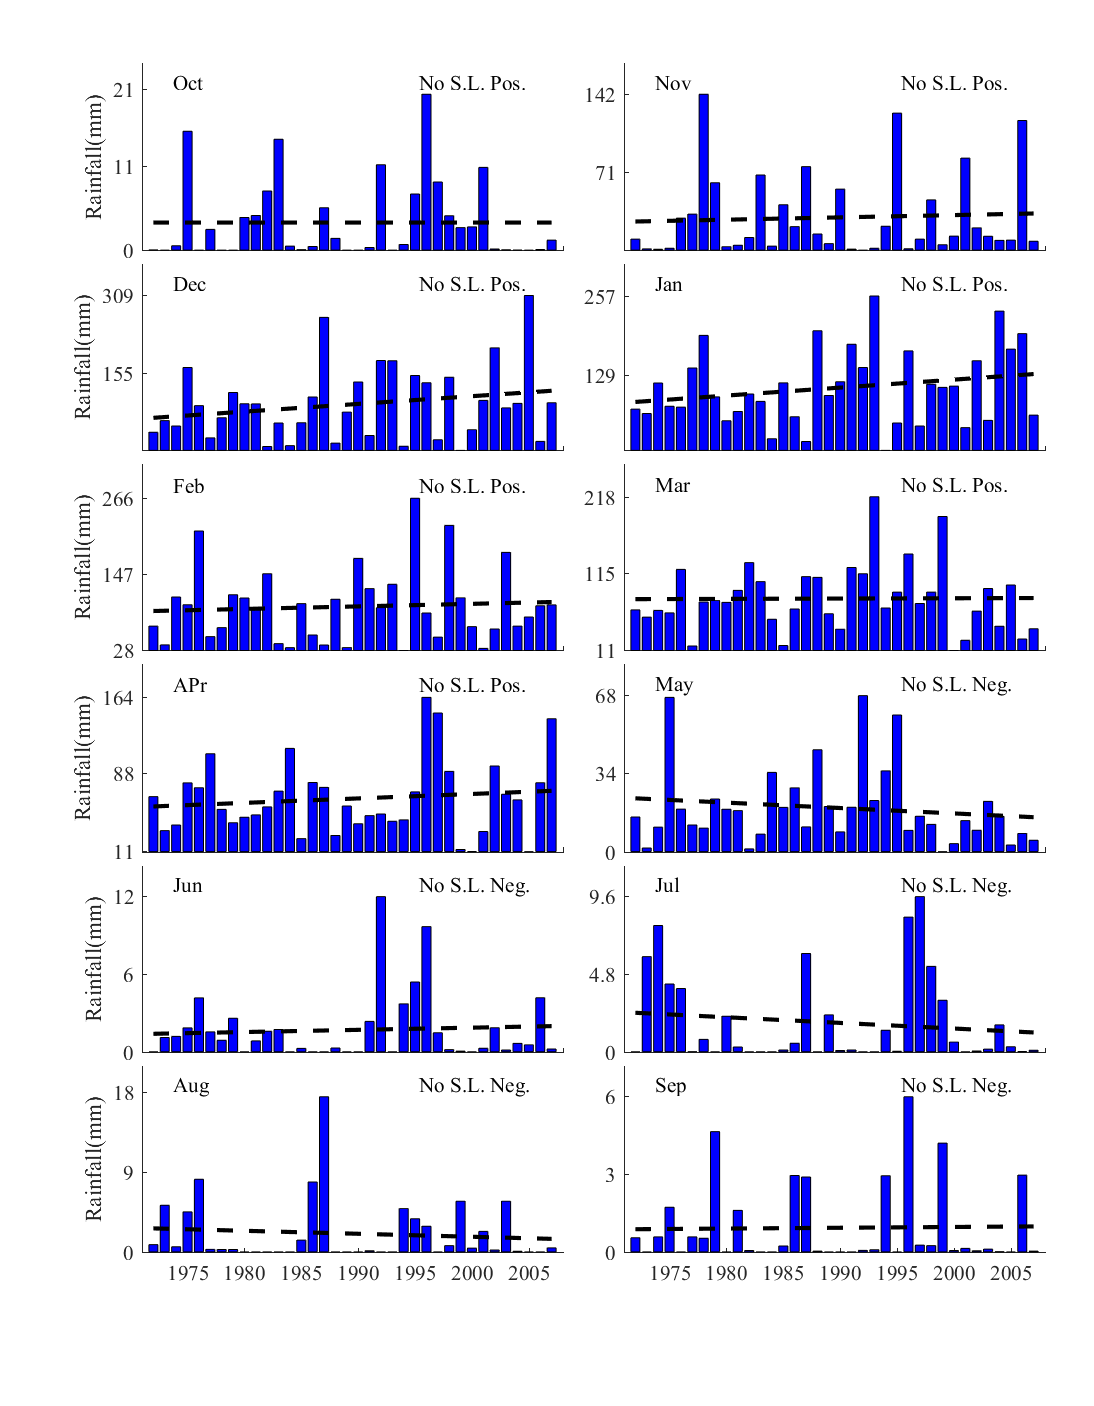 Oct No S.L. Pos.
Rainfall(mm)
21
11
0
Nov No S.L. Pos.
142
71
0
Dec No S.L. Pos.
Rainfall(mm)
309
155
Jan No S.L. Pos.
257
129
Feb No S.L. Pos.
Rainfall(mm)
266
147
28
Mar No S.L. Pos.
218
115
11
APr No S.L. Pos.
Rainfall(mm)
164
88
11
May No S.L. Neg.
68
34
0
Jun No S.L. Neg.
Rainfall(mm)
12
6
0
Jul No S.L. Neg.
9.6
4.8
0
Aug No S.L. Neg.
Rainfall(mm)
18
9
0
1975 1980 1985 1990 1995 2000 2005
Sep No S.L. Neg.
6
3
0
1975 1980 1985 1990 1995 2000 2005